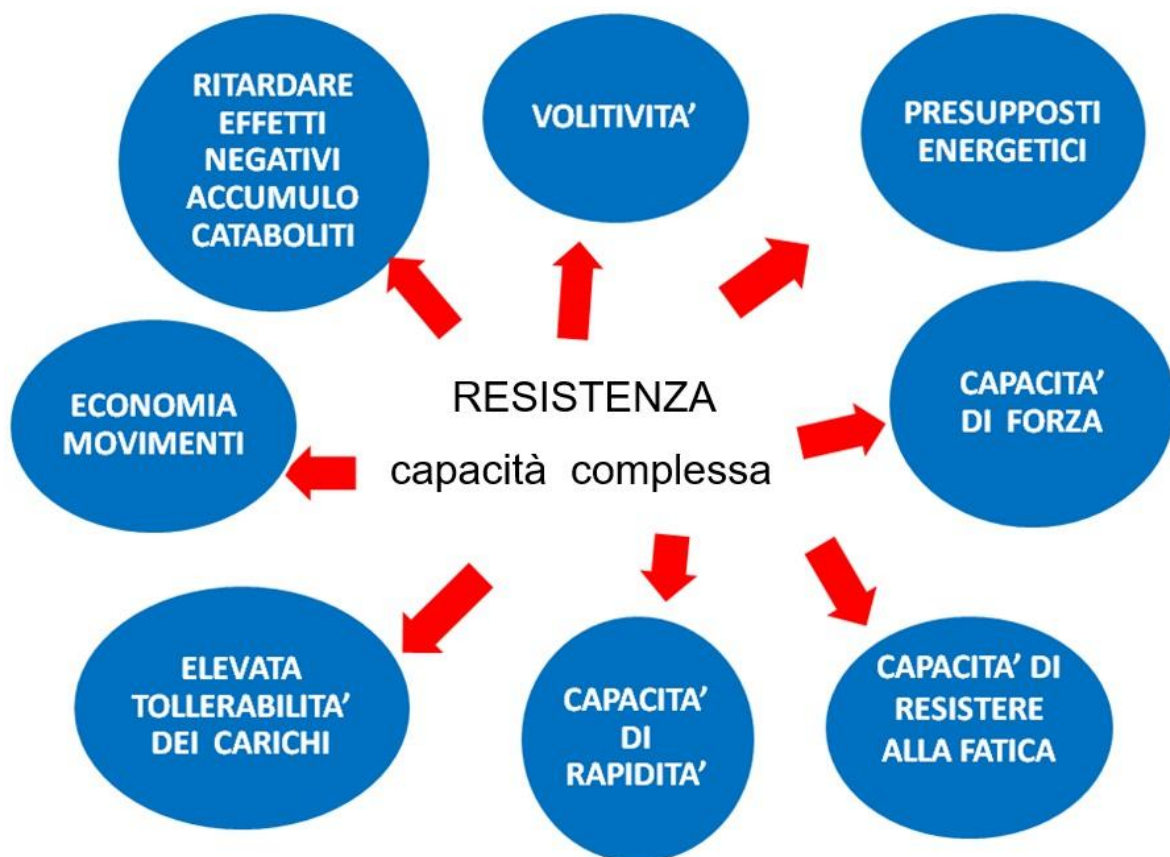 RITARDARE
EFFETTI
NEGATIVI
ACCUMULO
CATABOLITI
VOLITIVITA’
PRESUPPOSTI
ENERGETICI
ECONOMIA
MOVIMENTI
RESISTENZA
capacità complessa
CAPACITA’
DI FORZA
ELEVATA
TOLLERABILITA’
DEI CARICHI
CAPACITA’
DI
RAPIDITA’
CAPACITA’ DI
RESISTERE
ALLA FATICA